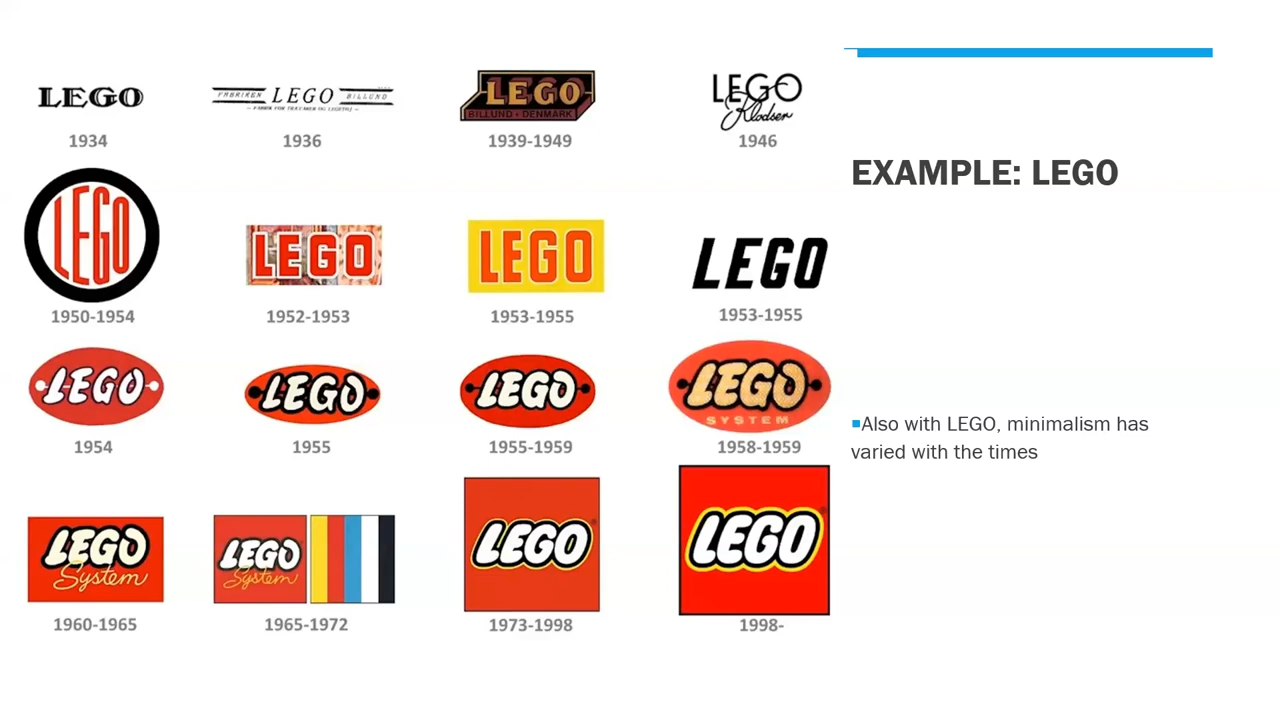 LEGO
1934
FABRIKEN LEGO BILLUND
1936
LEGO
BILLUND · DENMARK
1939-1949
LEGO
Klodser
1946
EXAMPLE: LEGO
LEGO
1950-1954
LEGO
1952-1953
LEGO
1953-1955
LEGO
1953-1955
LEGO
1954
LEGO
1955
LEGO
1955-1959
LEGO
SYSTEM
1958-1959
▪Also with LEGO, minimalism has
varied with the times
LEGO
System
1960-1965
LEGO
System
1965-1972
LEGO®
1973-1998
LEGO®
1998-